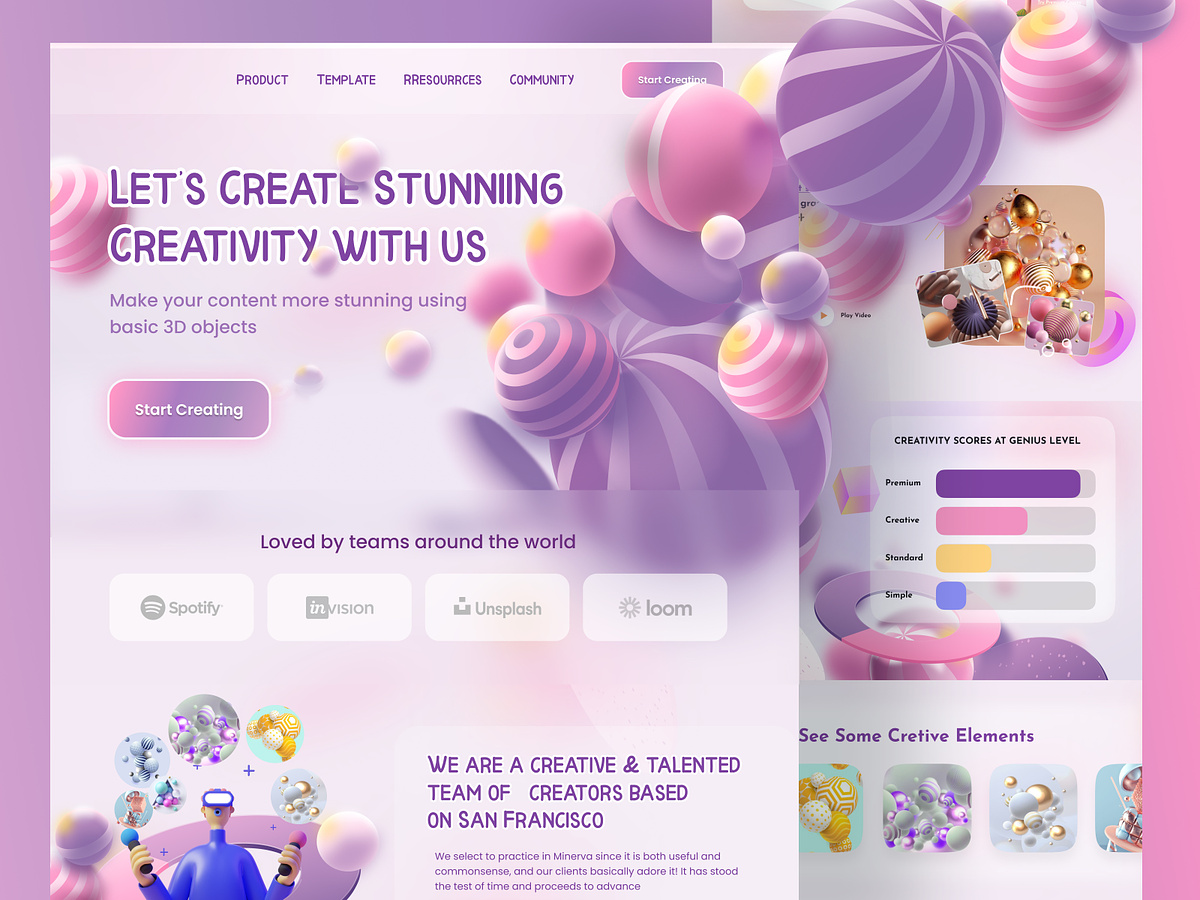 Product
Template
RResourrces
Community
Start Creating
Let's Create Stunniing
Creativity with us
Make your content more stunning using
basic 3D objects
Start Creating
Play Video
Loved by teams around the world
Spotify
invision
Unsplash
loom
We are a creative & talented
team of creators based
on San Francisco
We select to practice in Minerva since it is both useful and
commonsense, and our clients basically adore it! It has stood
the test of time and proceeds to advance
CREATIVITY SCORES AT GENIUS LEVEL
Premium
Creative
Standard
Simple
See Some Cretive Elements